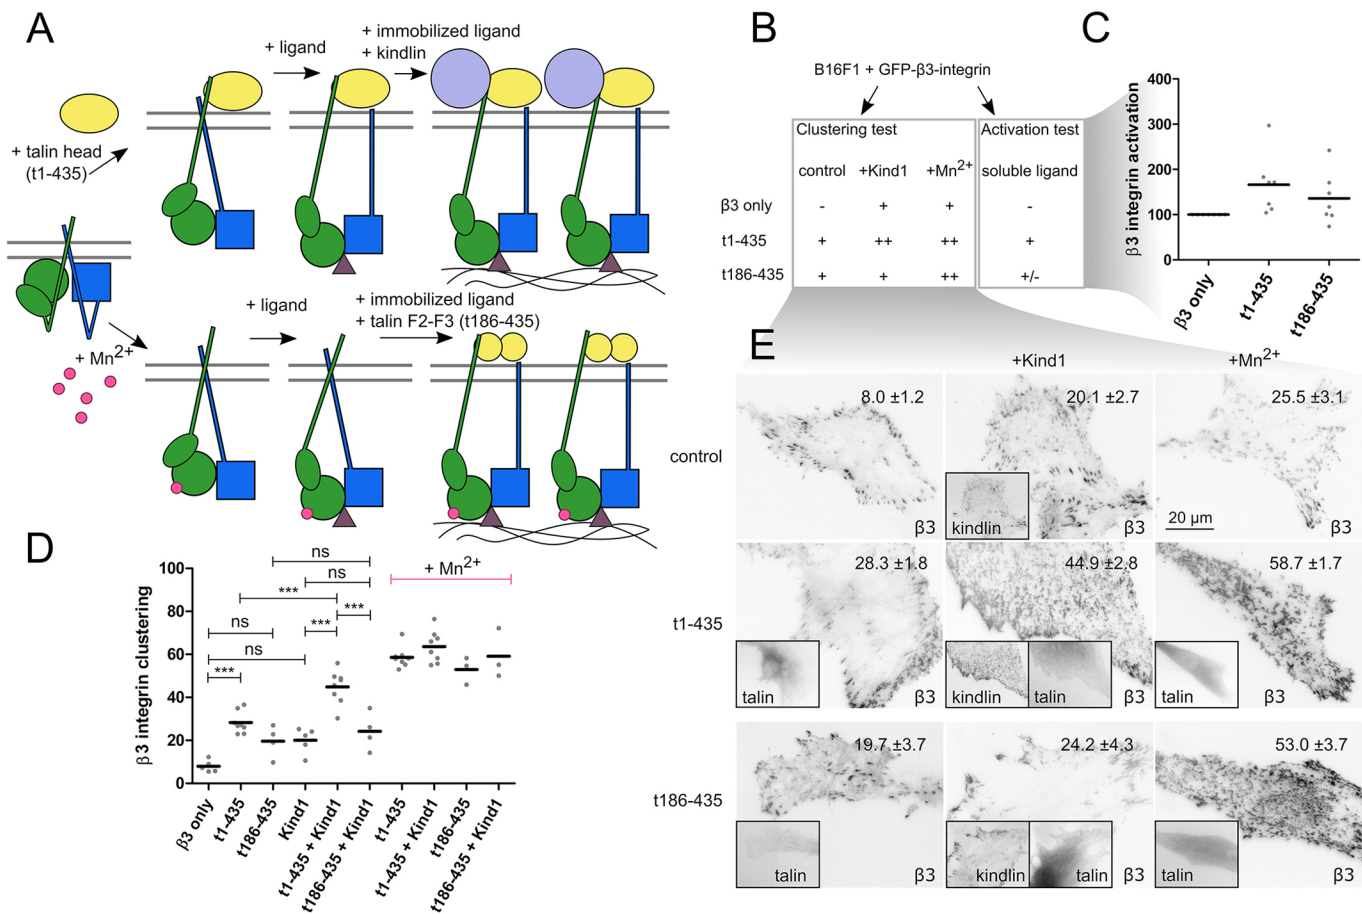 A
+ ligand
+ immobilized ligand
+ kindlin
+ talin head
(t1-435)
+ Mn2+
+ ligand
+ immobilized ligand
+ talin F2-F3 (t186-435)
B
B16F1 + GFP-β3-integrin
Clustering test
Activation test
control
+Kind1
+Mn2+
soluble ligand
β3 only
-
+
+
-
t1-435
+
++
++
+
t186-435
+
+
++
+/-
C
β3 integrin activation
400
300
200
100
0
β3 only
t1-435
t186-435
D
β3 integrin clustering
100
80
60
40
20
0
ns
ns
+ Mn2+
***
***
ns
***
ns
***
β3 only
t1-435
t186-435
Kind1
t1-435 + Kind1
t186-435 + Kind1
t1-435
t1-435 + Kind1
t186-435
t186-435 + Kind1
E
+Kind1
+Mn2+
control
8.0 ±1.2
β3
20.1 ±2.7
kindlin
β3
25.5 ±3.1
20 µm
β3
t1-435
28.3 ±1.8
talin
β3
44.9 ±2.8
kindlin
talin
β3
58.7 ±1.7
talin
β3
t186-435
19.7 ±3.7
talin
β3
24.2 ±4.3
kindlin
talin
β3
53.0 ±3.7
talin
β3